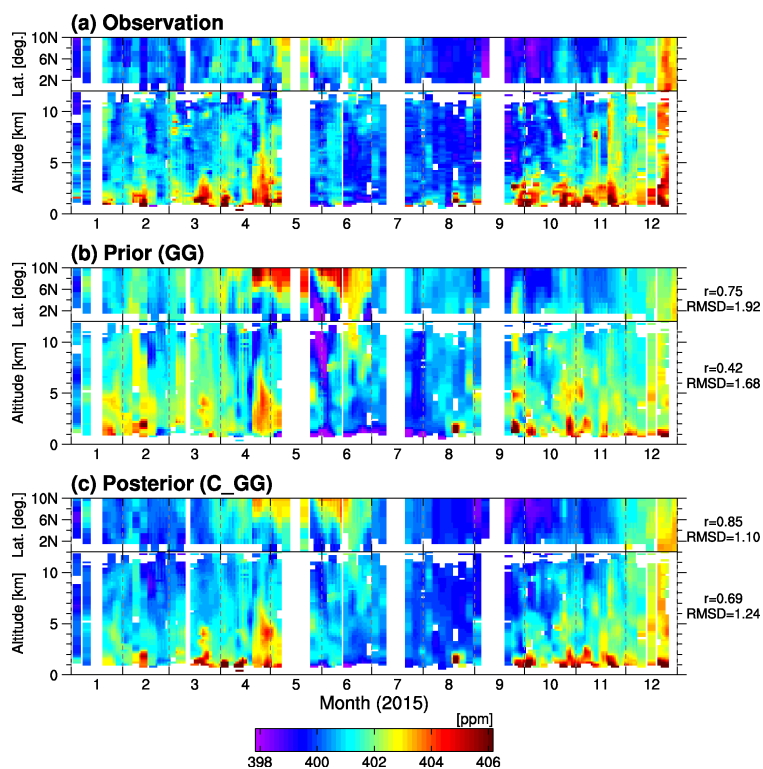 (a) Observation
10N
6N
2N
Lat. [deg.]
10
5
0
Altitude [km]
1 2 3 4 5 6 7 8 9 10 11 12
(b) Prior (GG)
10N
6N
2N
Lat. [deg.]
r=0.75
RMSD=1.92
10
5
0
Altitude [km]
r=0.42
RMSD=1.68
1 2 3 4 5 6 7 8 9 10 11 12
(c) Posterior (C_GG)
10N
6N
2N
Lat. [deg.]
r=0.85
RMSD=1.10
10
5
0
Altitude [km]
r=0.69
RMSD=1.24
1 2 3 4 5 6 7 8 9 10 11 12
Month (2015)
[ppm]
398 400 402 404 406